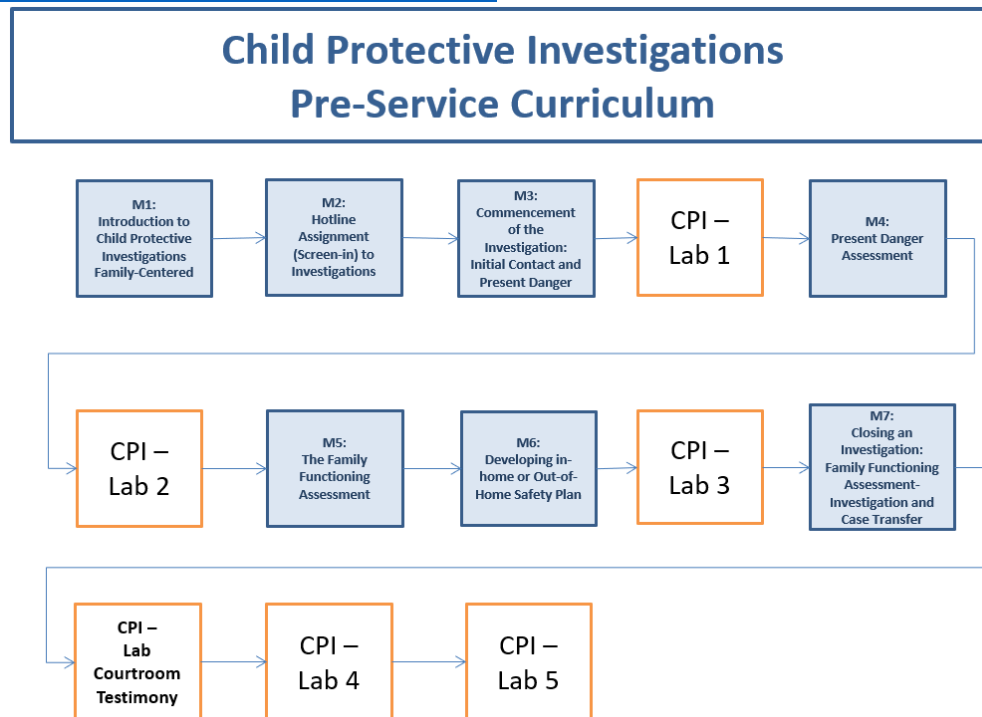 Child Protective Investigations
Pre-Service Curriculum
M1:
Introduction to
Child Protective
Investigations
Family-Centered
M2:
Hotline
Assignment
(Screen-in) to
Investigations
M3:
Commencement
of the
Investigation:
Initial Contact and
Present Danger
CPI –
Lab 1
M4:
Present Danger
Assessment
CPI –
Lab 2
M5:
The Family
Functioning
Assessment
M6:
Developing in-
home or Out-of-
Home Safety Plan
CPI –
Lab 3
M7:
Closing an
Investigation:
Family Functioning
Assessment-
Investigation and
Case Transfer
CPI –
Lab
Courtroom
Testimony
CPI –
Lab 4
CPI –
Lab 5